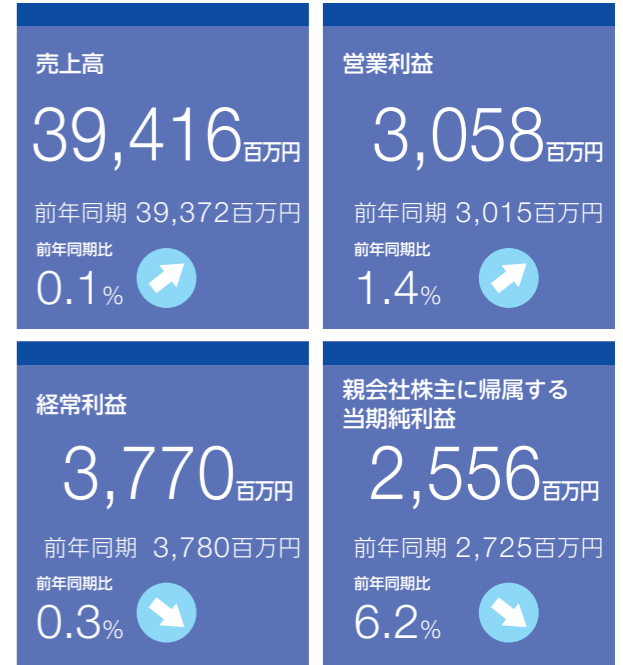 売上高
39,416百万円
前年同期 39,372百万円
前年同期比
0.1%
営業利益
3,058百万円
前年同期 3,015百万円
前年同期比
1.4%
経常利益
3,770百万円
前年同期 3,780百万円
前年同期比
0.3%
親会社株主に帰属する
当期純利益
2,556百万円
前年同期 2,725百万円
前年同期比
6.2%